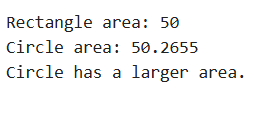 Rectangle area: 50
Circle area: 50.2655
Circle has a larger area.